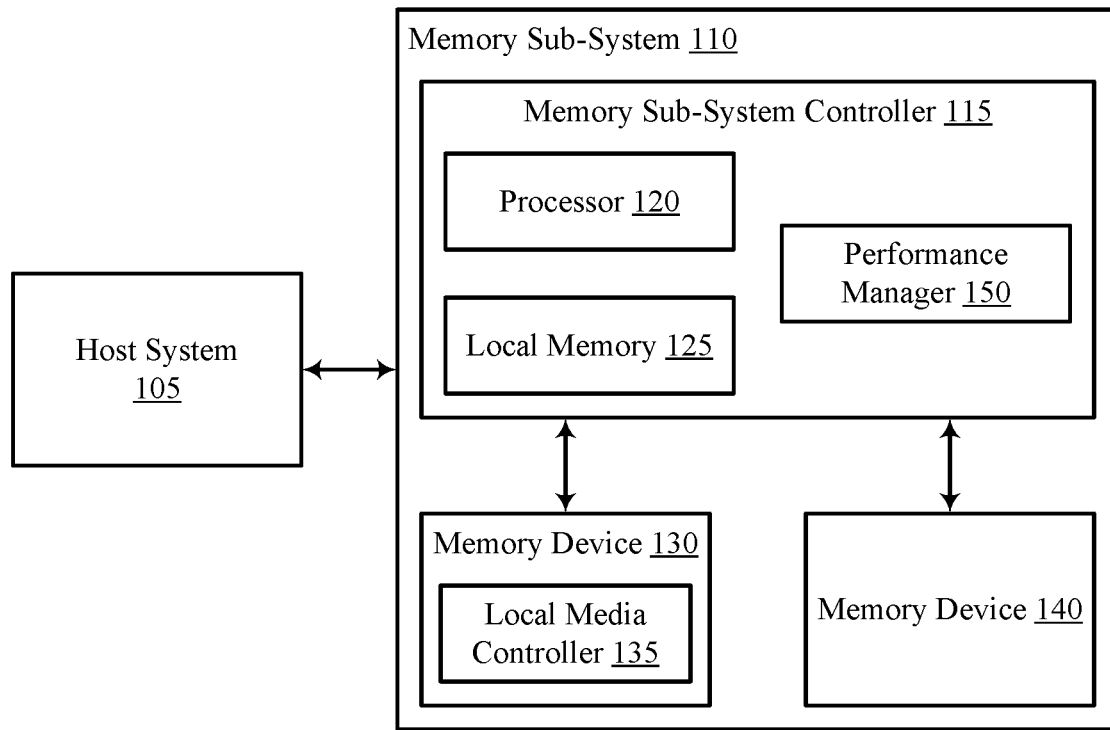 Memory Sub-System 110
Memory Sub-System Controller 115
Processor 120
Performance
Manager 150
Local Memory 125
Host System
105
Memory Device 130
Local Media
Controller 135
Memory Device 140